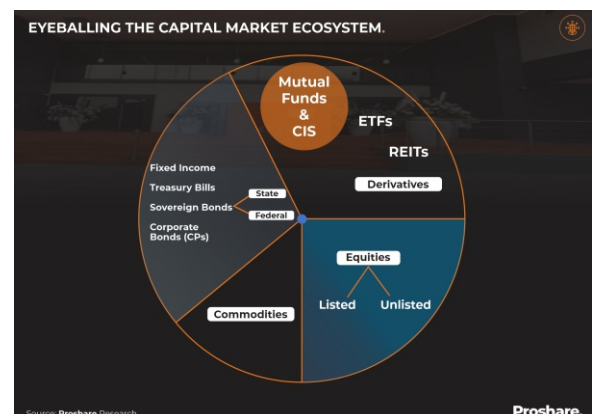 EYEBALLING THE CAPITAL MARKET ECOSYSTEM.
Mutual
Funds
&
CIS
ETFs
REITs
Derivatives
Fixed Income
Treasury Bills
Sovereign Bonds
State
Federal
Corporate
Bonds (CPs)
Equities
Listed
Unlisted
Commodities
Source: Proshare Research
Proshare.